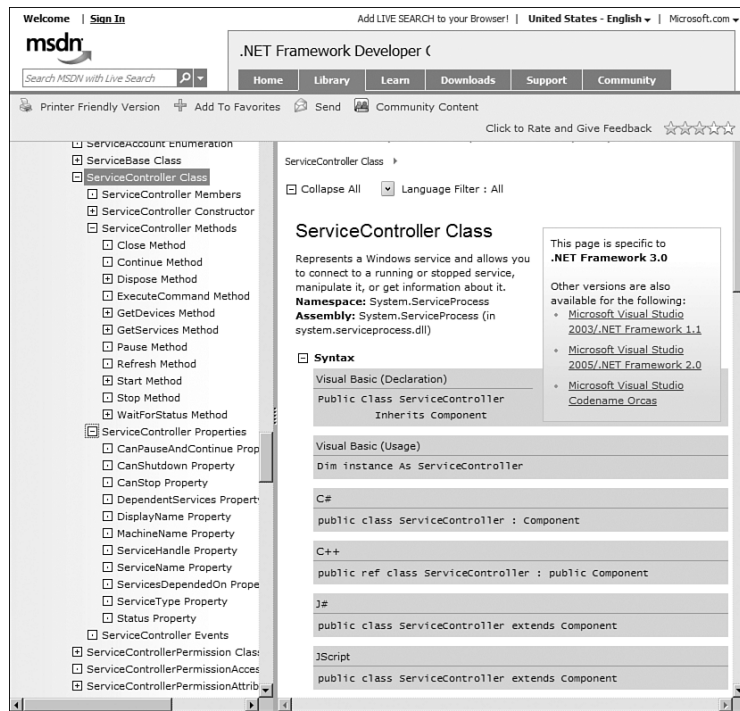 Welcome | Sign In
Add LIVE SEARCH to your Browser! | United States - English | Microsoft.com
msdn
.NET Framework Developer
Search MSDN with Live Search
Home Library Learn Downloads Support Community
Printer Friendly Version Add To Favorites Send Community Content
Click to Rate and Give Feedback
ServiceAccount Enumeration
ServiceBase Class
ServiceController Class
ServiceController Members
ServiceController Constructor
ServiceController Methods
Close Method
Continue Method
Dispose Method
ExecuteCommand Method
GetDevices Method
GetServices Method
Pause Method
Refresh Method
Start Method
Stop Method
WaitForStatus Method
ServiceController Properties
CanPauseAndContinue Prop
CanShutdown Property
CanStop Property
DependentServices Property
DisplayName Property
MachineName Property
ServiceHandle Property
ServiceName Property
ServicesDependedOn Prope
ServiceType Property
Status Property
ServiceController Events
ServiceControllerPermission Clas
ServiceControllerPermissionAcces
ServiceControllerPermissionAttrib
ServiceController Class
Collapse All Language Filter : All
ServiceController Class
Represents a Windows service and allows you
to connect to a running or stopped service,
manipulate it, or get information about it.
Namespace: System.ServiceProcess
Assembly: System.ServiceProcess (in
system.serviceprocess.dll)
This page is specific to
.NET Framework 3.0
Other versions are also
available for the following:
Microsoft Visual Studio
2003/.NET Framework 1.1
Microsoft Visual Studio
2005/.NET Framework 2.0
Microsoft Visual Studio
Codename Orcas
Syntax
Visual Basic (Declaration)
Public Class ServiceController
Inherits Component
Visual Basic (Usage)
Dim instance As ServiceController
C#
public class ServiceController : Component
C++
public ref class ServiceController : public Component
J#
public class ServiceController extends Component
JScript
public class ServiceController extends Component